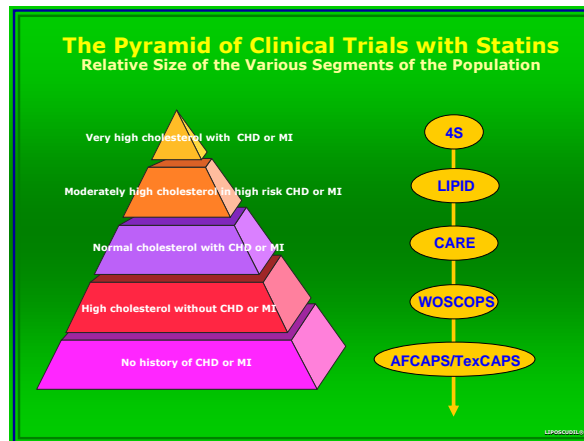 The Pyramid of Clinical Trials with Statins
Relative Size of the Various Segments of the Population
Very high cholesterol with CHD or MI
4S
Moderately high cholesterol in high risk CHD or MI
LIPID
Normal cholesterol with CHD or MI
CARE
High cholesterol without CHD or MI
WOSCOPS
No history of CHD or MI
AFCAPS/TexCAPS
LIPOSCUDIL®